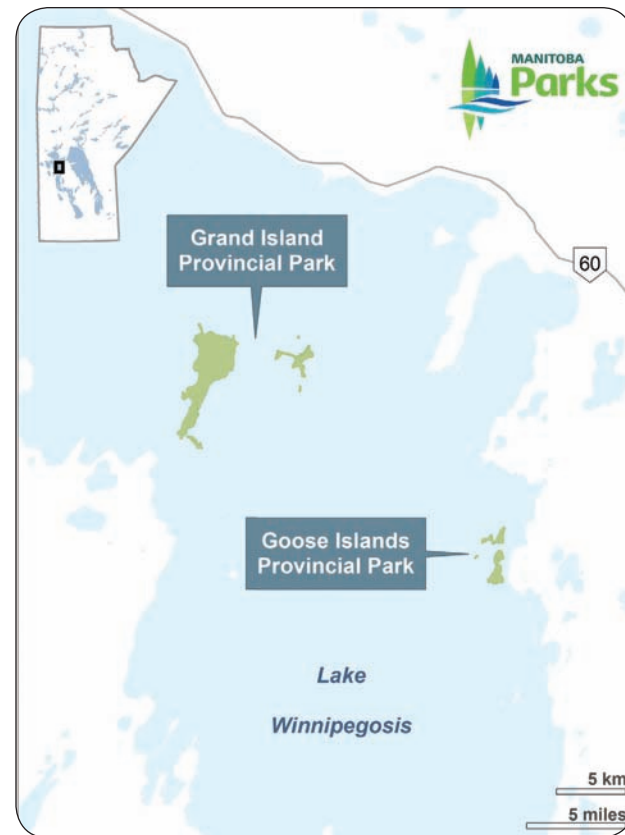 MANITOBA
Parks
Grand Island
Provincial Park
60
Goose Islands
Provincial Park
Lake
Winnipegosis
5 km
5 miles